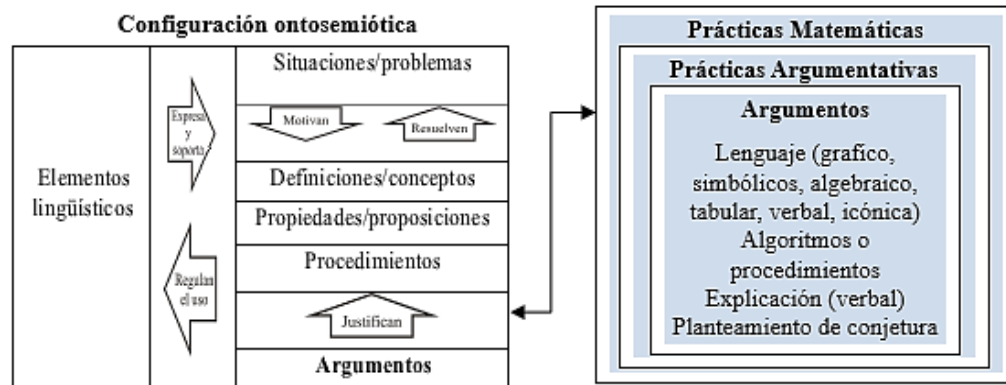 Configuración ontosemiótica
Elementos
lingüísticos
Expresa
y
soporta
Regulan
el uso
Situaciones/problemas
Motivan
Resuelven
Definiciones/conceptos
Propiedades/proposiciones
Procedimientos
Justifican
Argumentos
Prácticas Matemáticas
Prácticas Argumentativas
Argumentos
Lenguaje (grafíco,
simbólicos, algebraico,
tabular, verbal, icónica)
Algoritmos o
procedimientos
Explicación (verbal)
Planteamiento de conjetura